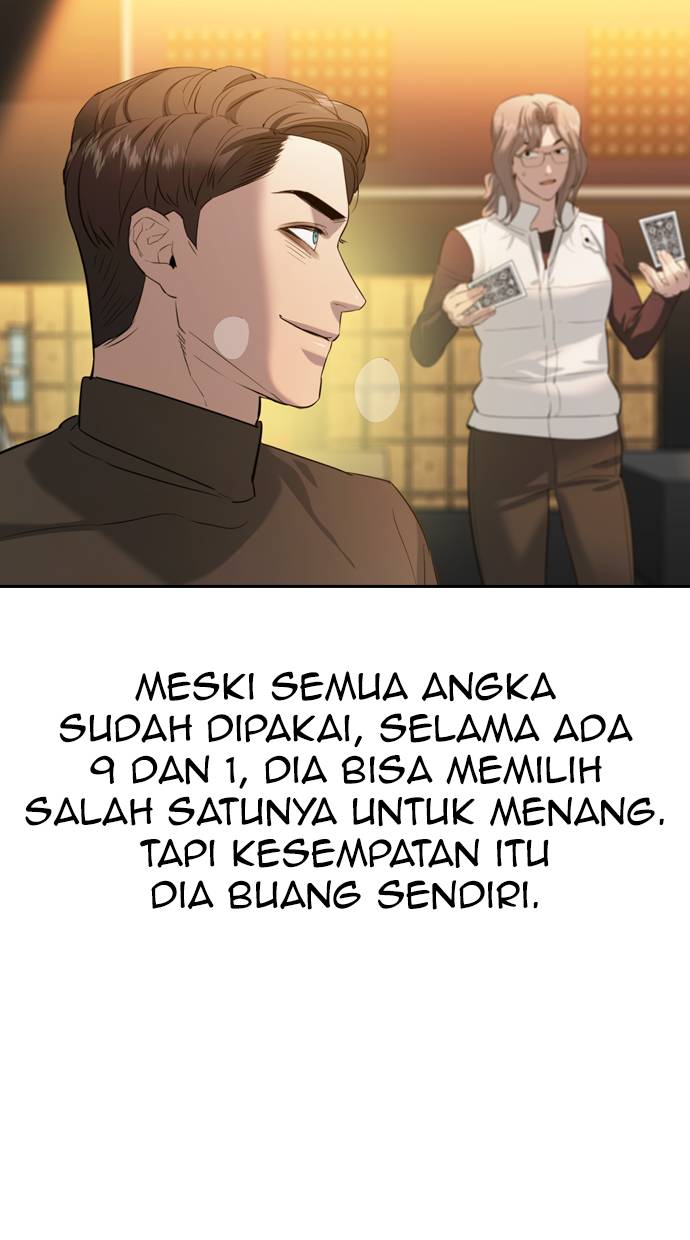 MESKI SEMUA ANGKA
SUDAH DIPAKAI, SELAMA ADA
9 DAN 1, DIA BISA MEMILIH
SALAH SATUNYA UNTUK MENANG.
TAPI KESEMPATAN ITU
DIA BUANG SENDIRI.